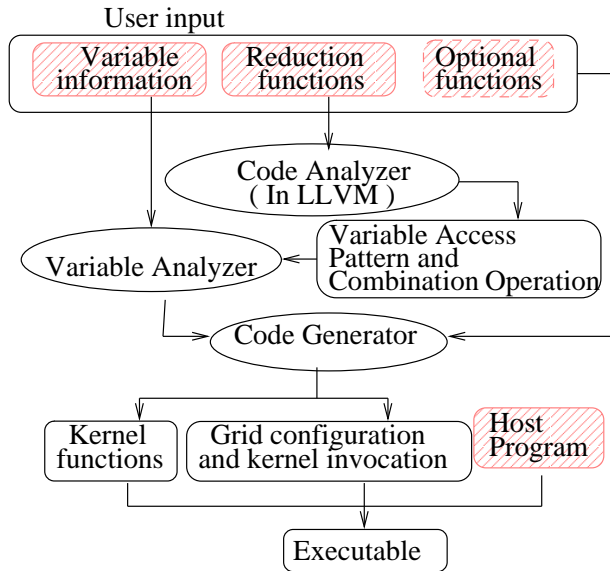 User input
Variable
information
Reduction
functions
Optional
functions
Code Analyzer
( In LLVM )
Variable Analyzer
Variable Access
Pattern and
Combination Operation
Code Generator
Kernel
functions
Grid configuration
and kernel invocation
Host
Program
Executable